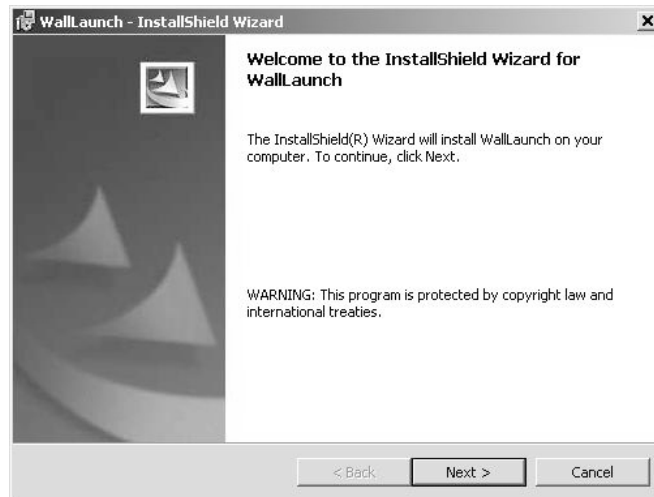 WallLaunch - InstallShield Wizard
Welcome to the InstallShield Wizard for
WallLaunch
The InstallShield(R) Wizard will install WallLaunch on your
computer. To continue, click Next.
WARNING: This program is protected by copyright law and
international treaties.
< Back
Next >
Cancel